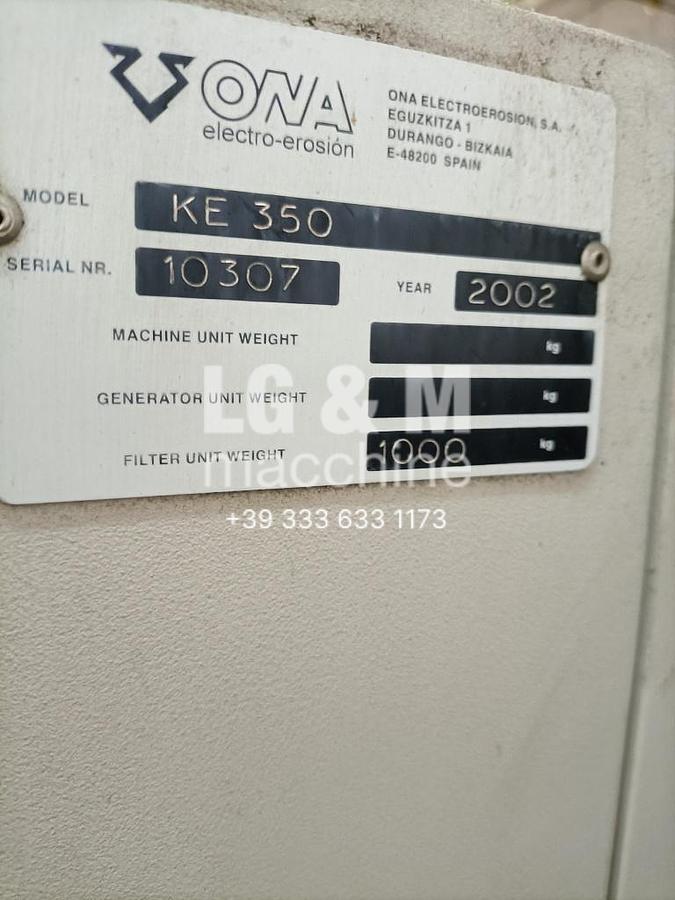 ONA
electro-erosión
ONA ELECTROEROSION, S.A.
EGUZKITZA 1
DURANGO - BIZKAIA
E-48200 SPAIN
MODEL KE 350
SERIAL NR. 10307 YEAR 2002
MACHINE UNIT WEIGHT kg
GENERATOR UNIT WEIGHT kg
FILTER UNIT WEIGHT 1000 kg
LG & M
macchine
+39 333 633 1173